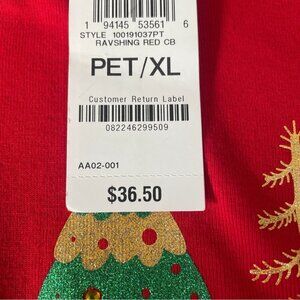 1 94145 53561 6
STYLE 100191037PT
RAVSHING RED CB
PET/XL
Customer Return Label
082246299509
AA02-001
$36.50